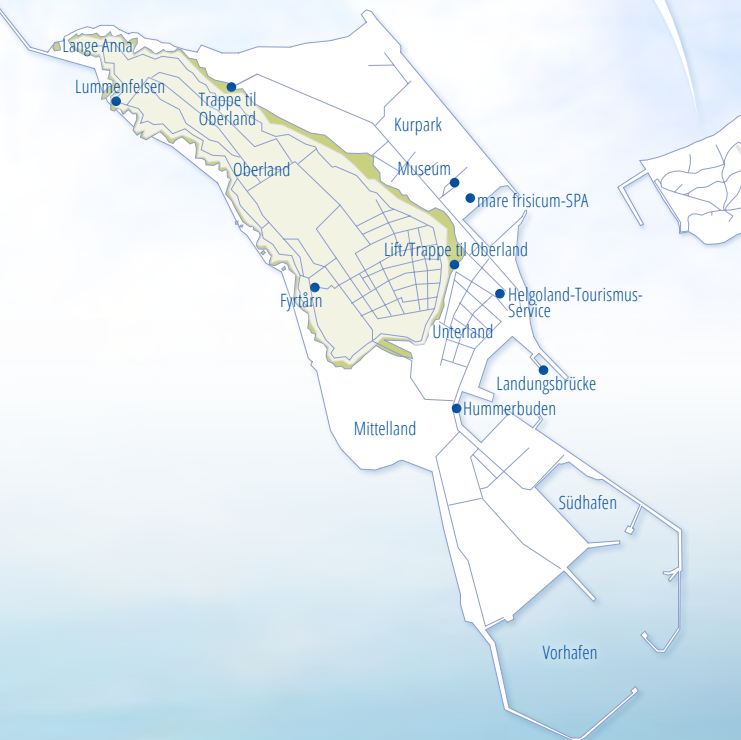 Lange Anna
Lummenfelsen
Trappe til
Oberland
Kurpark
Oberland
Museum
mare frisicum-SPA
Lift/Trappe til Oberland
Fyrtårn
Helgoland-Tourismus-
Service
Unterland
Landungsbrücke
Hummerbuden
Mittelland
Südhafen
Vorhafen